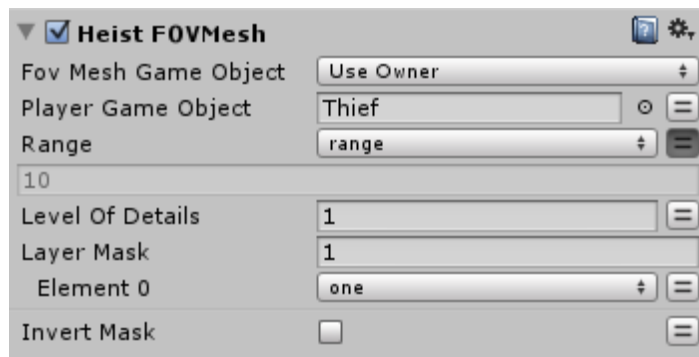 Heist FOVMesh
Fov Mesh Game Object Use Owner
Player Game Object Thief
Range range
10
Level Of Details 1
Layer Mask 1
Element 0 one
Invert Mask